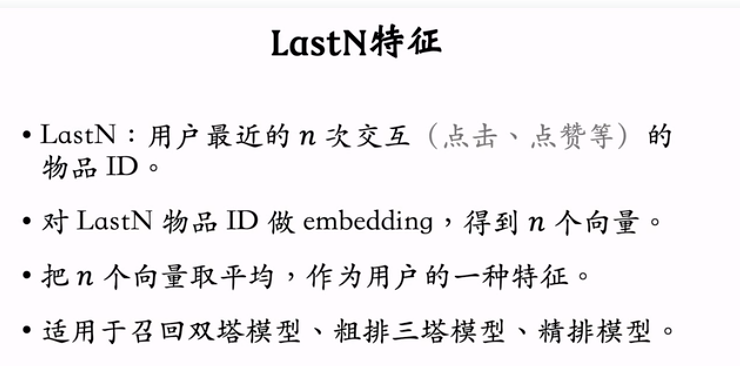 LastN特征
• LastN：用户最近的 n 次交互（点击、点赞等）的
物品 ID。
• 对 LastN 物品 ID 做 embedding，得到 n 个向量。
• 把 n 个向量取平均，作为用户的一种特征。
• 适用于召回双塔模型、粗排三塔模型、精排模型。